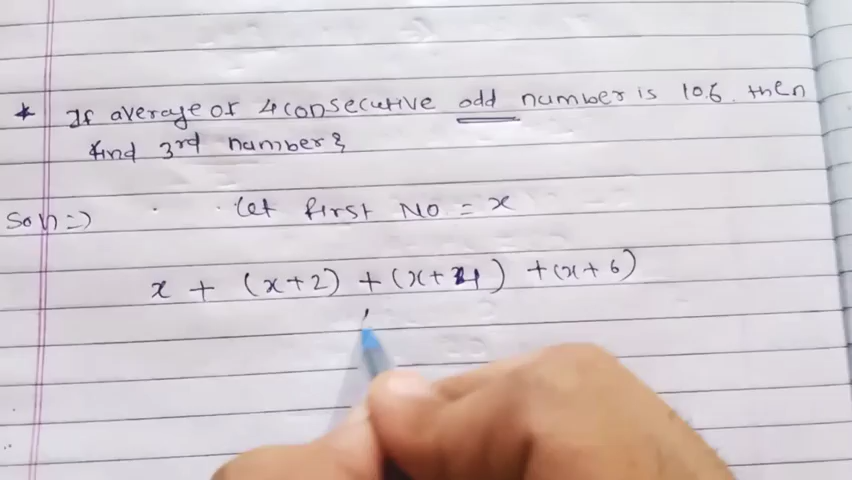 * If average of 4 consecutive odd number is 106. then
find 3rd number?
Soln =>) let first No = x
x + (x+2) + (x+4) + (x+6)